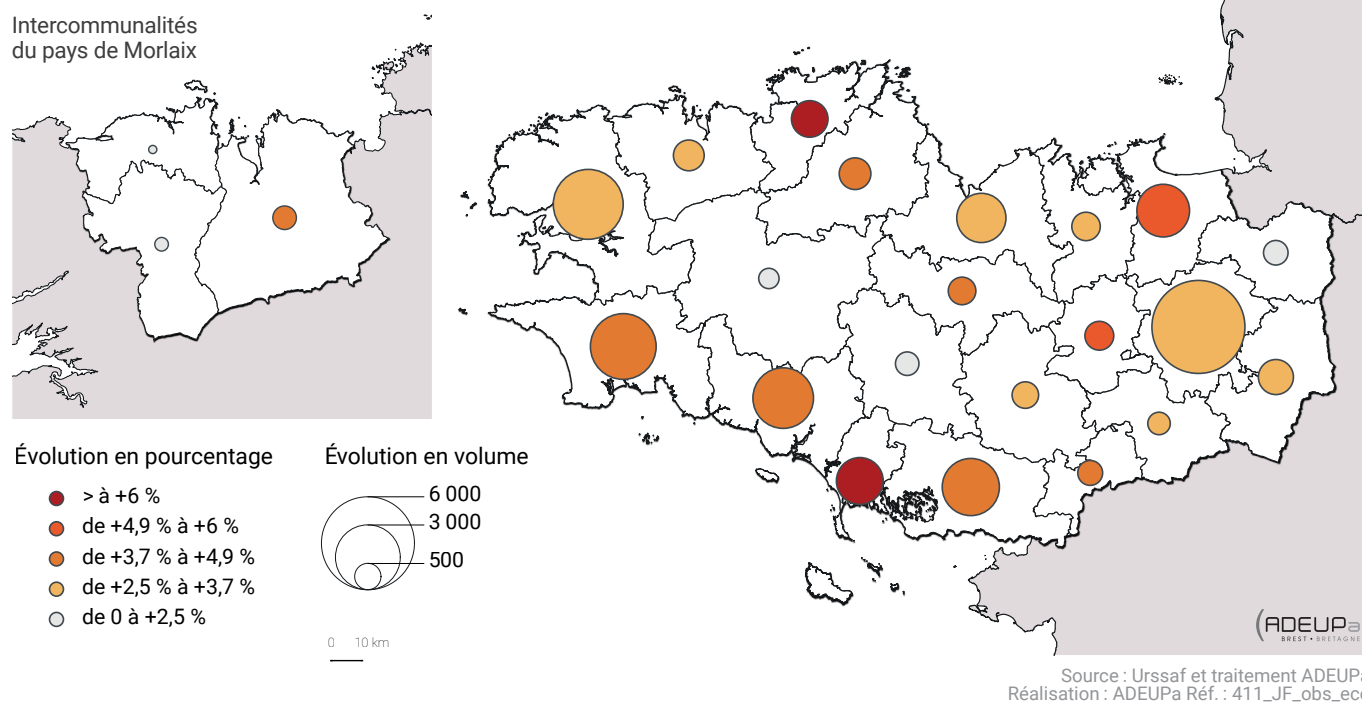 Intercommunalités
du pays de Morlaix
Évolution en pourcentage
> à +6 %
de +4,9 % à +6 %
de +3,7 % à +4,9 %
de +2,5 % à +3,7 %
de 0 à +2,5 %
Évolution en volume
6 000
3 000
500
0 10 km
ADEUPa
BREST • BRETAGNE
Source : Urssaf et traitement ADEUPa
Réalisation : ADEUPa Réf. : 411_JF_obs_eco